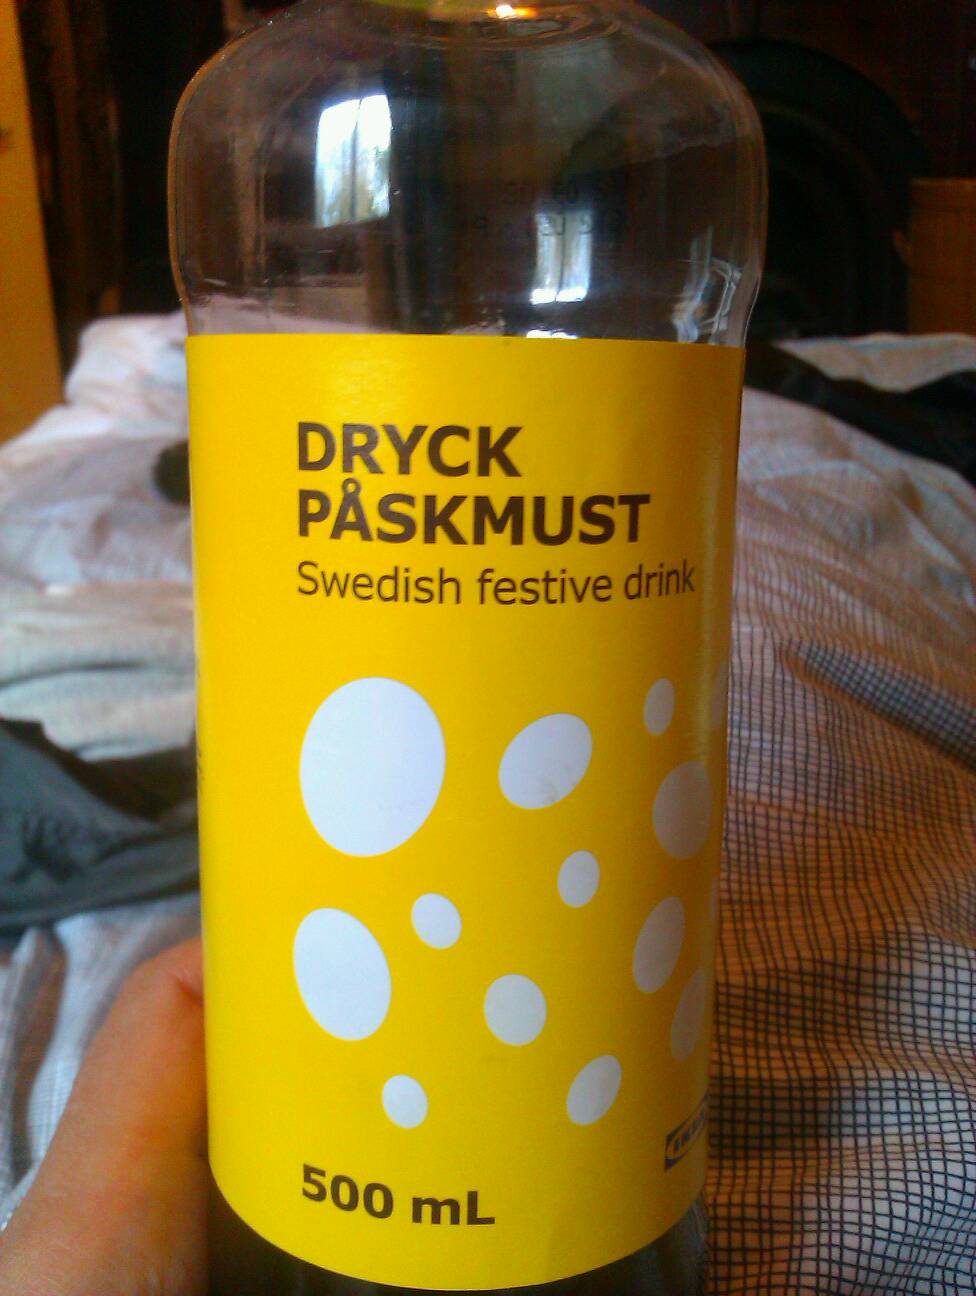 DRYCK
PÅSKMUST
Swedish festive drink
500 mL